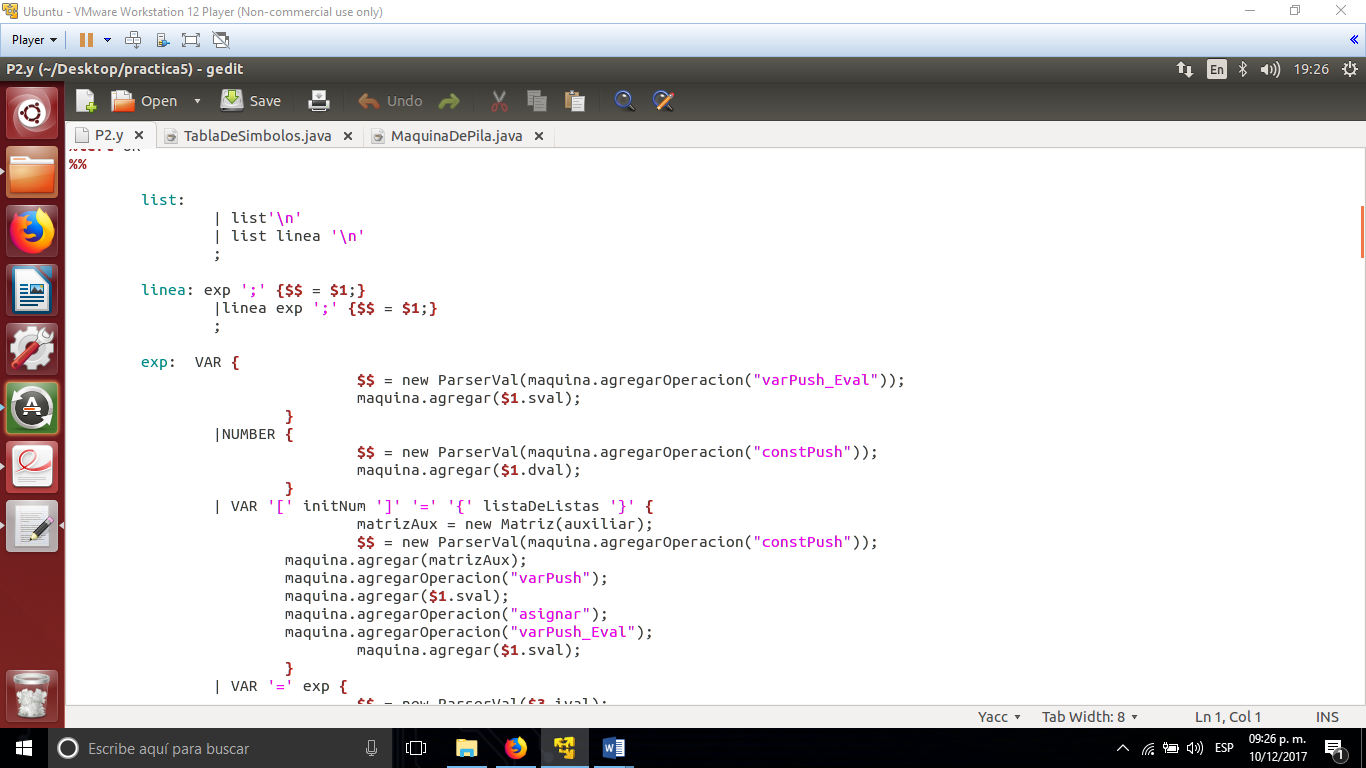 Ubuntu - VMware Workstation 12 Player (Non-commercial use only)
Player
P2.y (~/Desktop/practica5) - gedit
En
19:26
Open
Save
Undo
P2.y
TablaDeSimbolos.java
MaquinaDePila.java
%%
list:
| list'\n'
| list linea '\n'
;
linea: exp ';' {$$ = $1;}
|linea exp ';' {$$ = $1;}
;
exp: VAR {
$$ = new ParserVal(maquina.agregarOperacion("varPush_Eval"));
maquina.agregar($1.sval);
}
|NUMBER {
$$ = new ParserVal(maquina.agregarOperacion("constPush"));
maquina.agregar($1.dval);
}
| VAR '[' initNum ']' '=' '{' listaDeListas '}' {
matrizAux = new Matriz(auxiliar);
$$ = new ParserVal(maquina.agregarOperacion("constPush"));
maquina.agregar(matrizAux);
maquina.agregarOperacion("varPush");
maquina.agregar($1.sval);
maquina.agregarOperacion("asignar");
maquina.agregarOperacion("varPush_Eval");
maquina.agregar($1.sval);
}
| VAR '=' exp {
$$ = new ParserVal($3.ival);
Yacc
Tab Width: 8
Ln 1, Col 1
INS
Escribe aquí para buscar
ESP
09:26 p. m.
10/12/2017
1